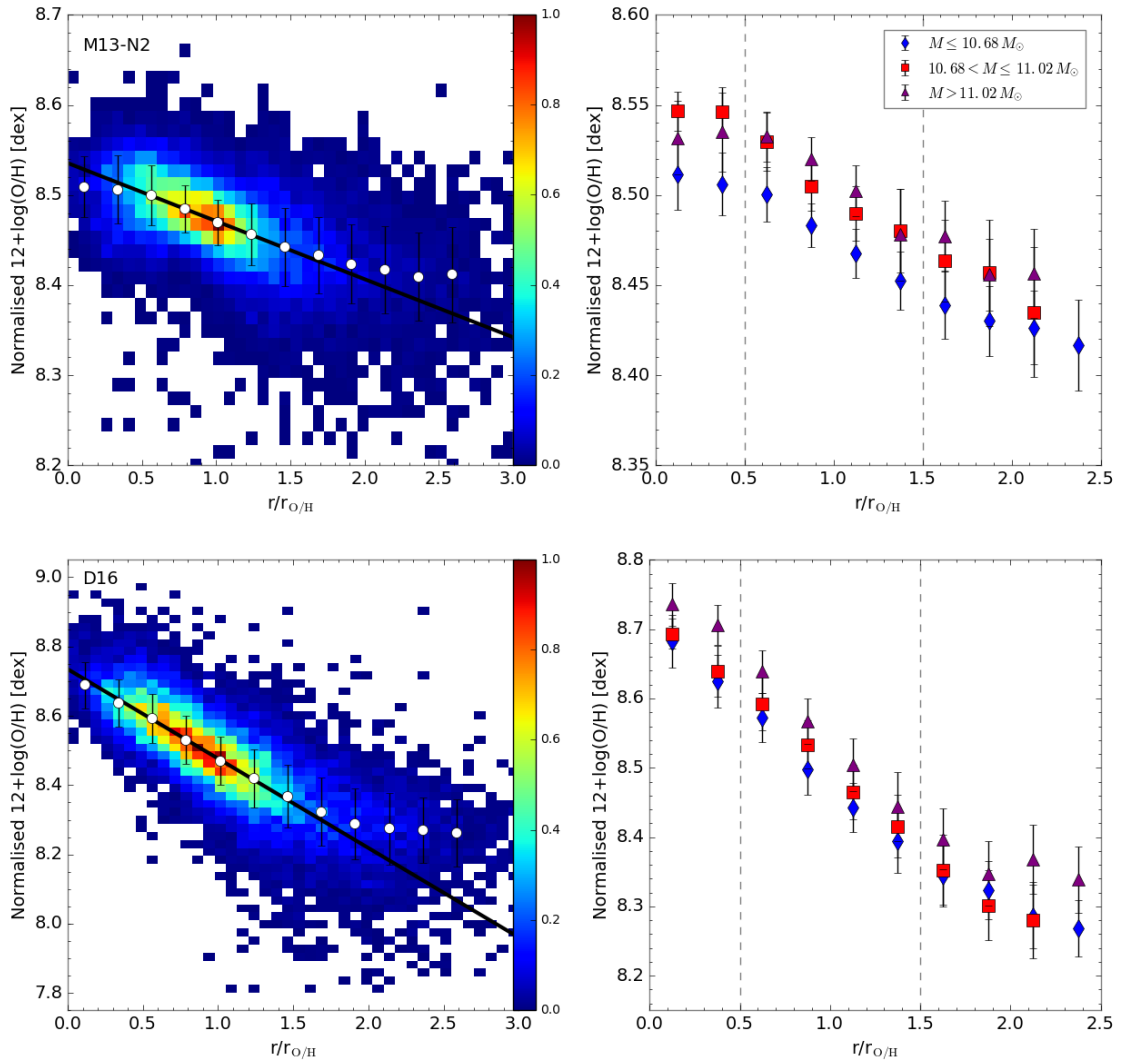 M13-N2
Normalised 12+log(O/H) [dex]
8.7
8.6
8.5
8.4
8.3
8.2
0.0 0.5 1.0 1.5 2.0 2.5 3.0
r/r_O/H
1.0
0.8
0.6
0.4
0.2
0.0
Normalised 12+log(O/H) [dex]
8.60
8.55
8.50
8.45
8.40
8.35
0.0 0.5 1.0 1.5 2.0 2.5
r/r_O/H
M ≤ 10.68 M⊙
10.68 < M ≤ 11.02 M⊙
M > 11.02 M⊙
D16
Normalised 12+log(O/H) [dex]
9.0
8.8
8.6
8.4
8.2
8.0
7.8
0.0 0.5 1.0 1.5 2.0 2.5 3.0
r/r_O/H
1.0
0.8
0.6
0.4
0.2
0.0
Normalised 12+log(O/H) [dex]
8.8
8.7
8.6
8.5
8.4
8.3
8.2
0.0 0.5 1.0 1.5 2.0 2.5
r/r_O/H